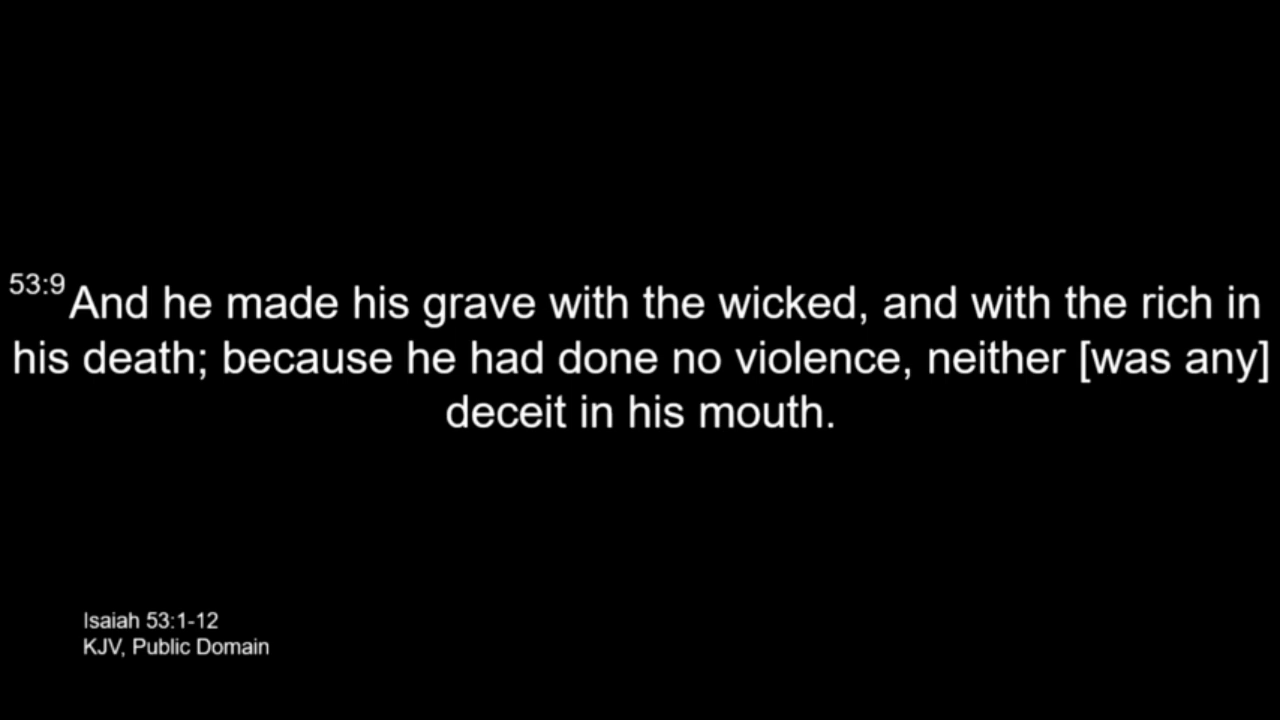 53:9 And he made his grave with the wicked, and with the rich in
his death; because he had done no violence, neither [was any]
deceit in his mouth.
Isaiah 53:1-12
KJV, Public Domain